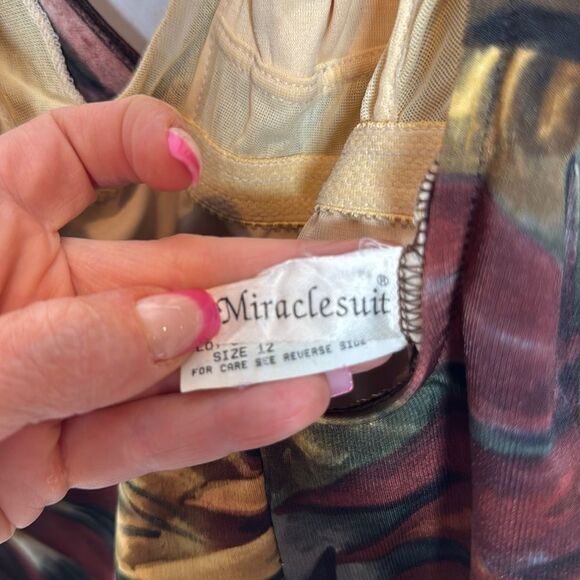 Miraclesuit®
SIZE 12
FOR CARE SEE REVERSE SIDE